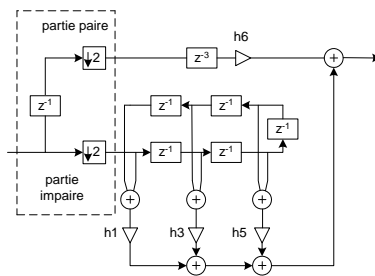 partie paire
h6
↓2
z-3
+
z-1
z-1
z-1
z-1
↓2
z-1
z-1
partie
impaire
+
+
+
h1
h3
h5
+
+